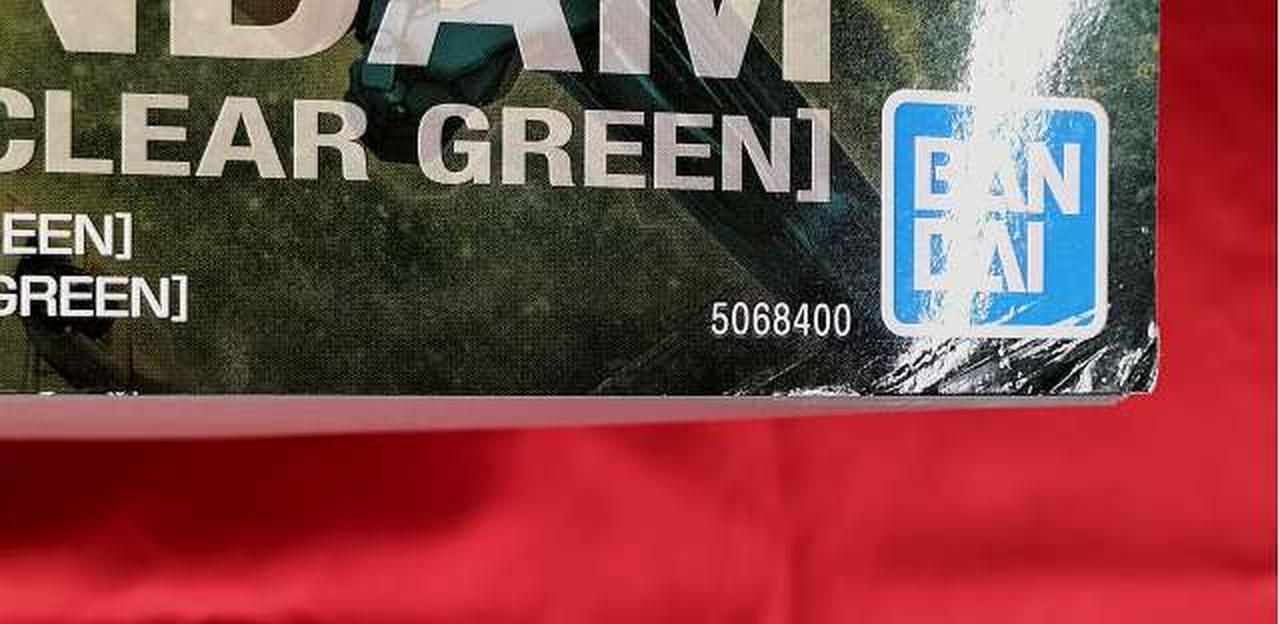 NDAM
CLEAR GREEN]
EEN]
GREEN]
5068400
BAN
DAI